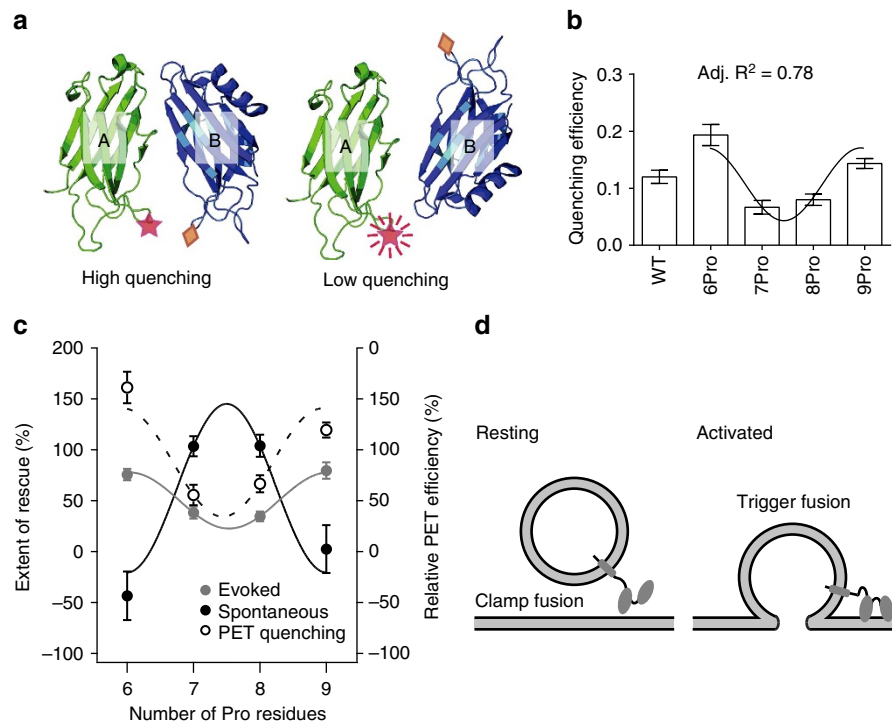 a
A
B
A
B
High quenching
Low quenching
b
Adj. R² = 0.78
Quenching efficiency
0.3
0.2
0.1
0.0
WT
6Pro
7Pro
8Pro
9Pro
c
Extent of rescue (%)
200
150
100
50
0
–50
–100
Evoked
Spontaneous
PET quenching
0
150
100
50
0
–50
–100
Relative PET efficiency (%)
6
7
8
9
Number of Pro residues
d
Resting
Activated
Trigger fusion
Clamp fusion